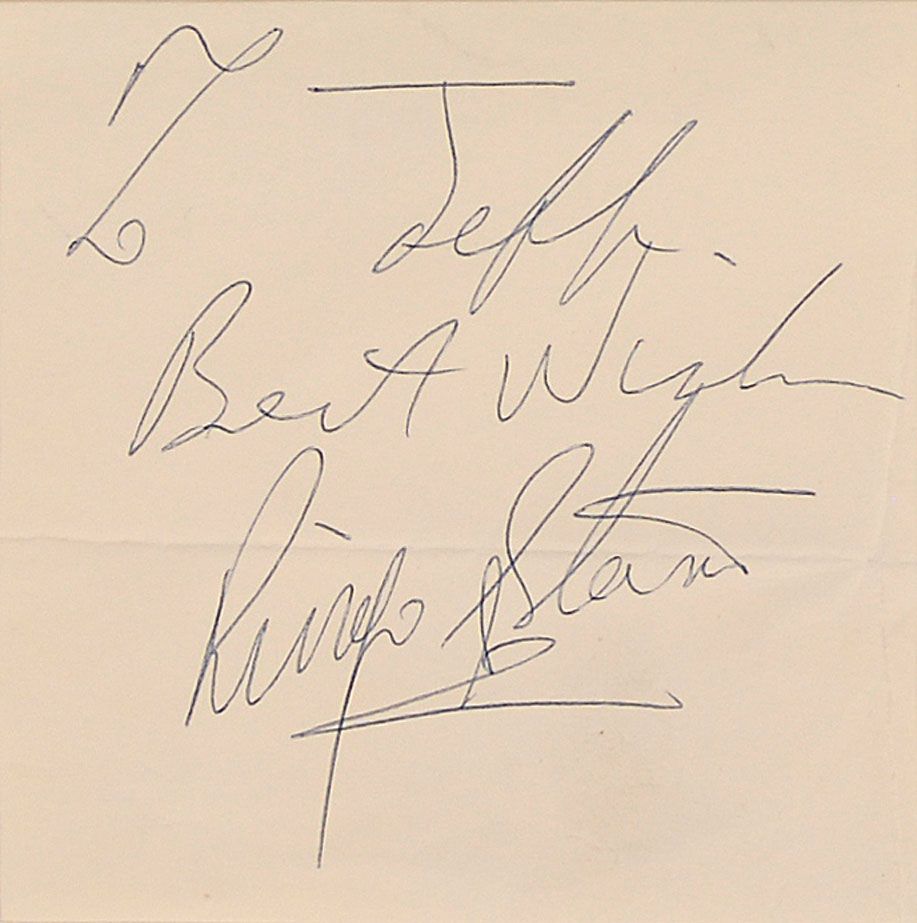 To Jeff.
Best Wishes
Ringo Starr